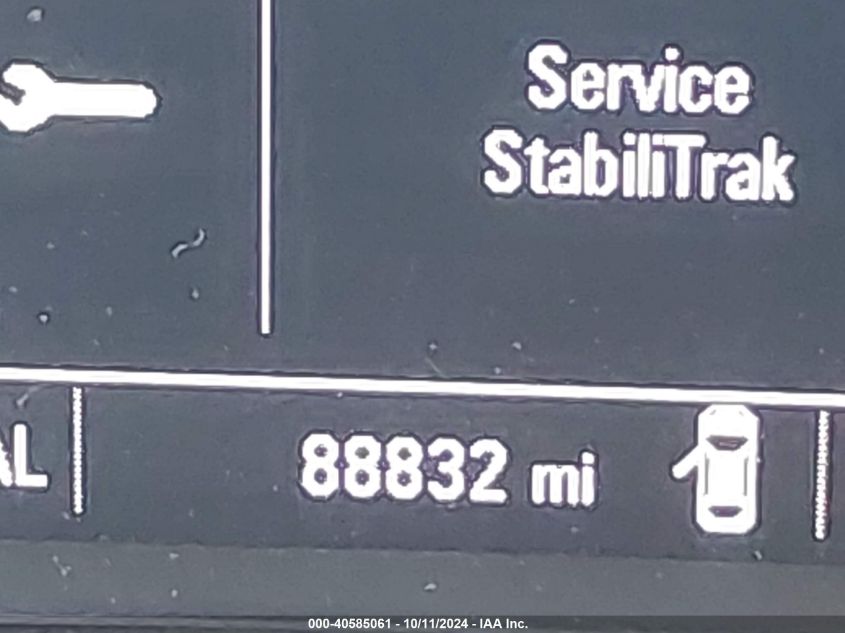 Service
StabiliTrak
AL
88832 mi
000-40585061 - 10/11/2024 - IAA Inc.